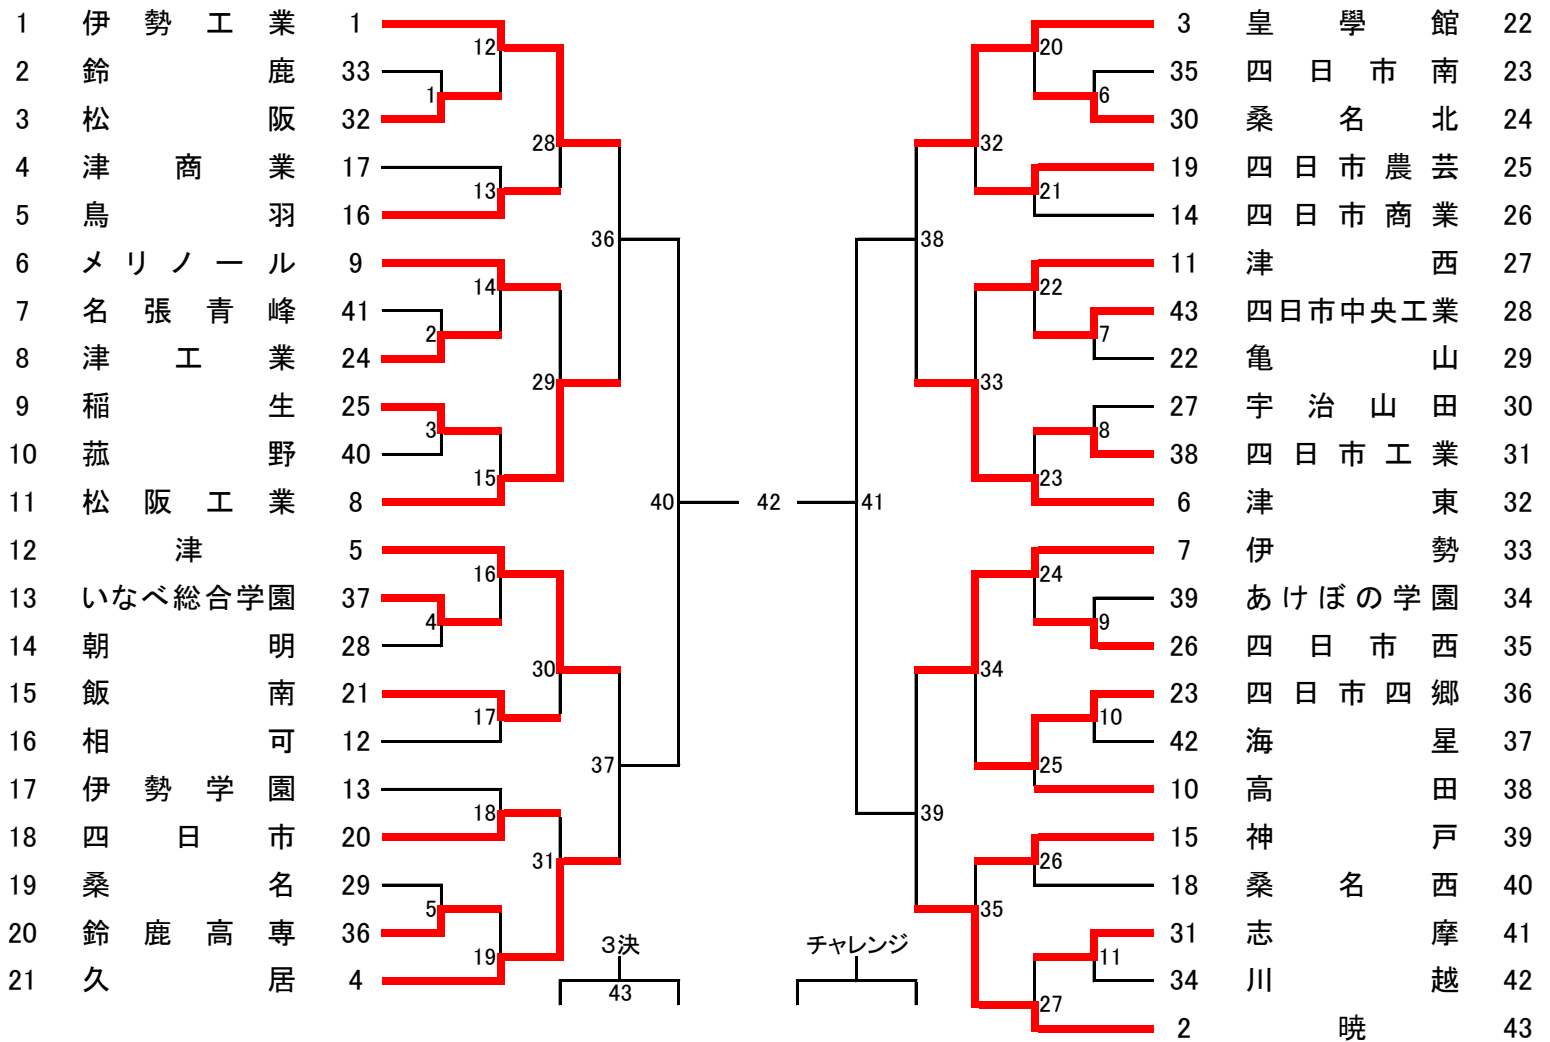 1 伊勢工業 1 3 皇學館 22
12 20
2 鈴鹿 33 35 四日市南 23
1 6
3 松阪 32 30 桑名北 24
28 32
4 津商業 17 19 四日市農芸 25
13 21
5 鳥羽 16 14 四日市商業 26
36 38
6 メリノール 9 11 津西 27
14 22
7 名張青峰 41 43 四日市中央工業 28
2 7
8 津工業 24 22 亀山 29
29 33
9 稲生 25 27 宇治山田 30
3 8
10 菰野 40 38 四日市工業 31
15 23
11 松阪工業 8 40 42 41 6 津東 32
12 津 5 7 伊勢 33
16 24
13 いなべ総合学園 37 39 あけぼの学園 34
4 9
14 朝明 28 26 四日市西 35
30 34
15 飯南 21 23 四日市四郷 36
17 10
16 相可 12 42 海星 37
37 25
17 伊勢学園 13 10 高田 38
18 39
18 四日市 20 15 神戸 39
31 26
19 桑名 29 18 桑名西 40
5 35
20 鈴鹿高専 36 31 志摩 41
19 3決 チャレンジ 11
21 久居 4 43 34 川越 42
27
2 暁 43